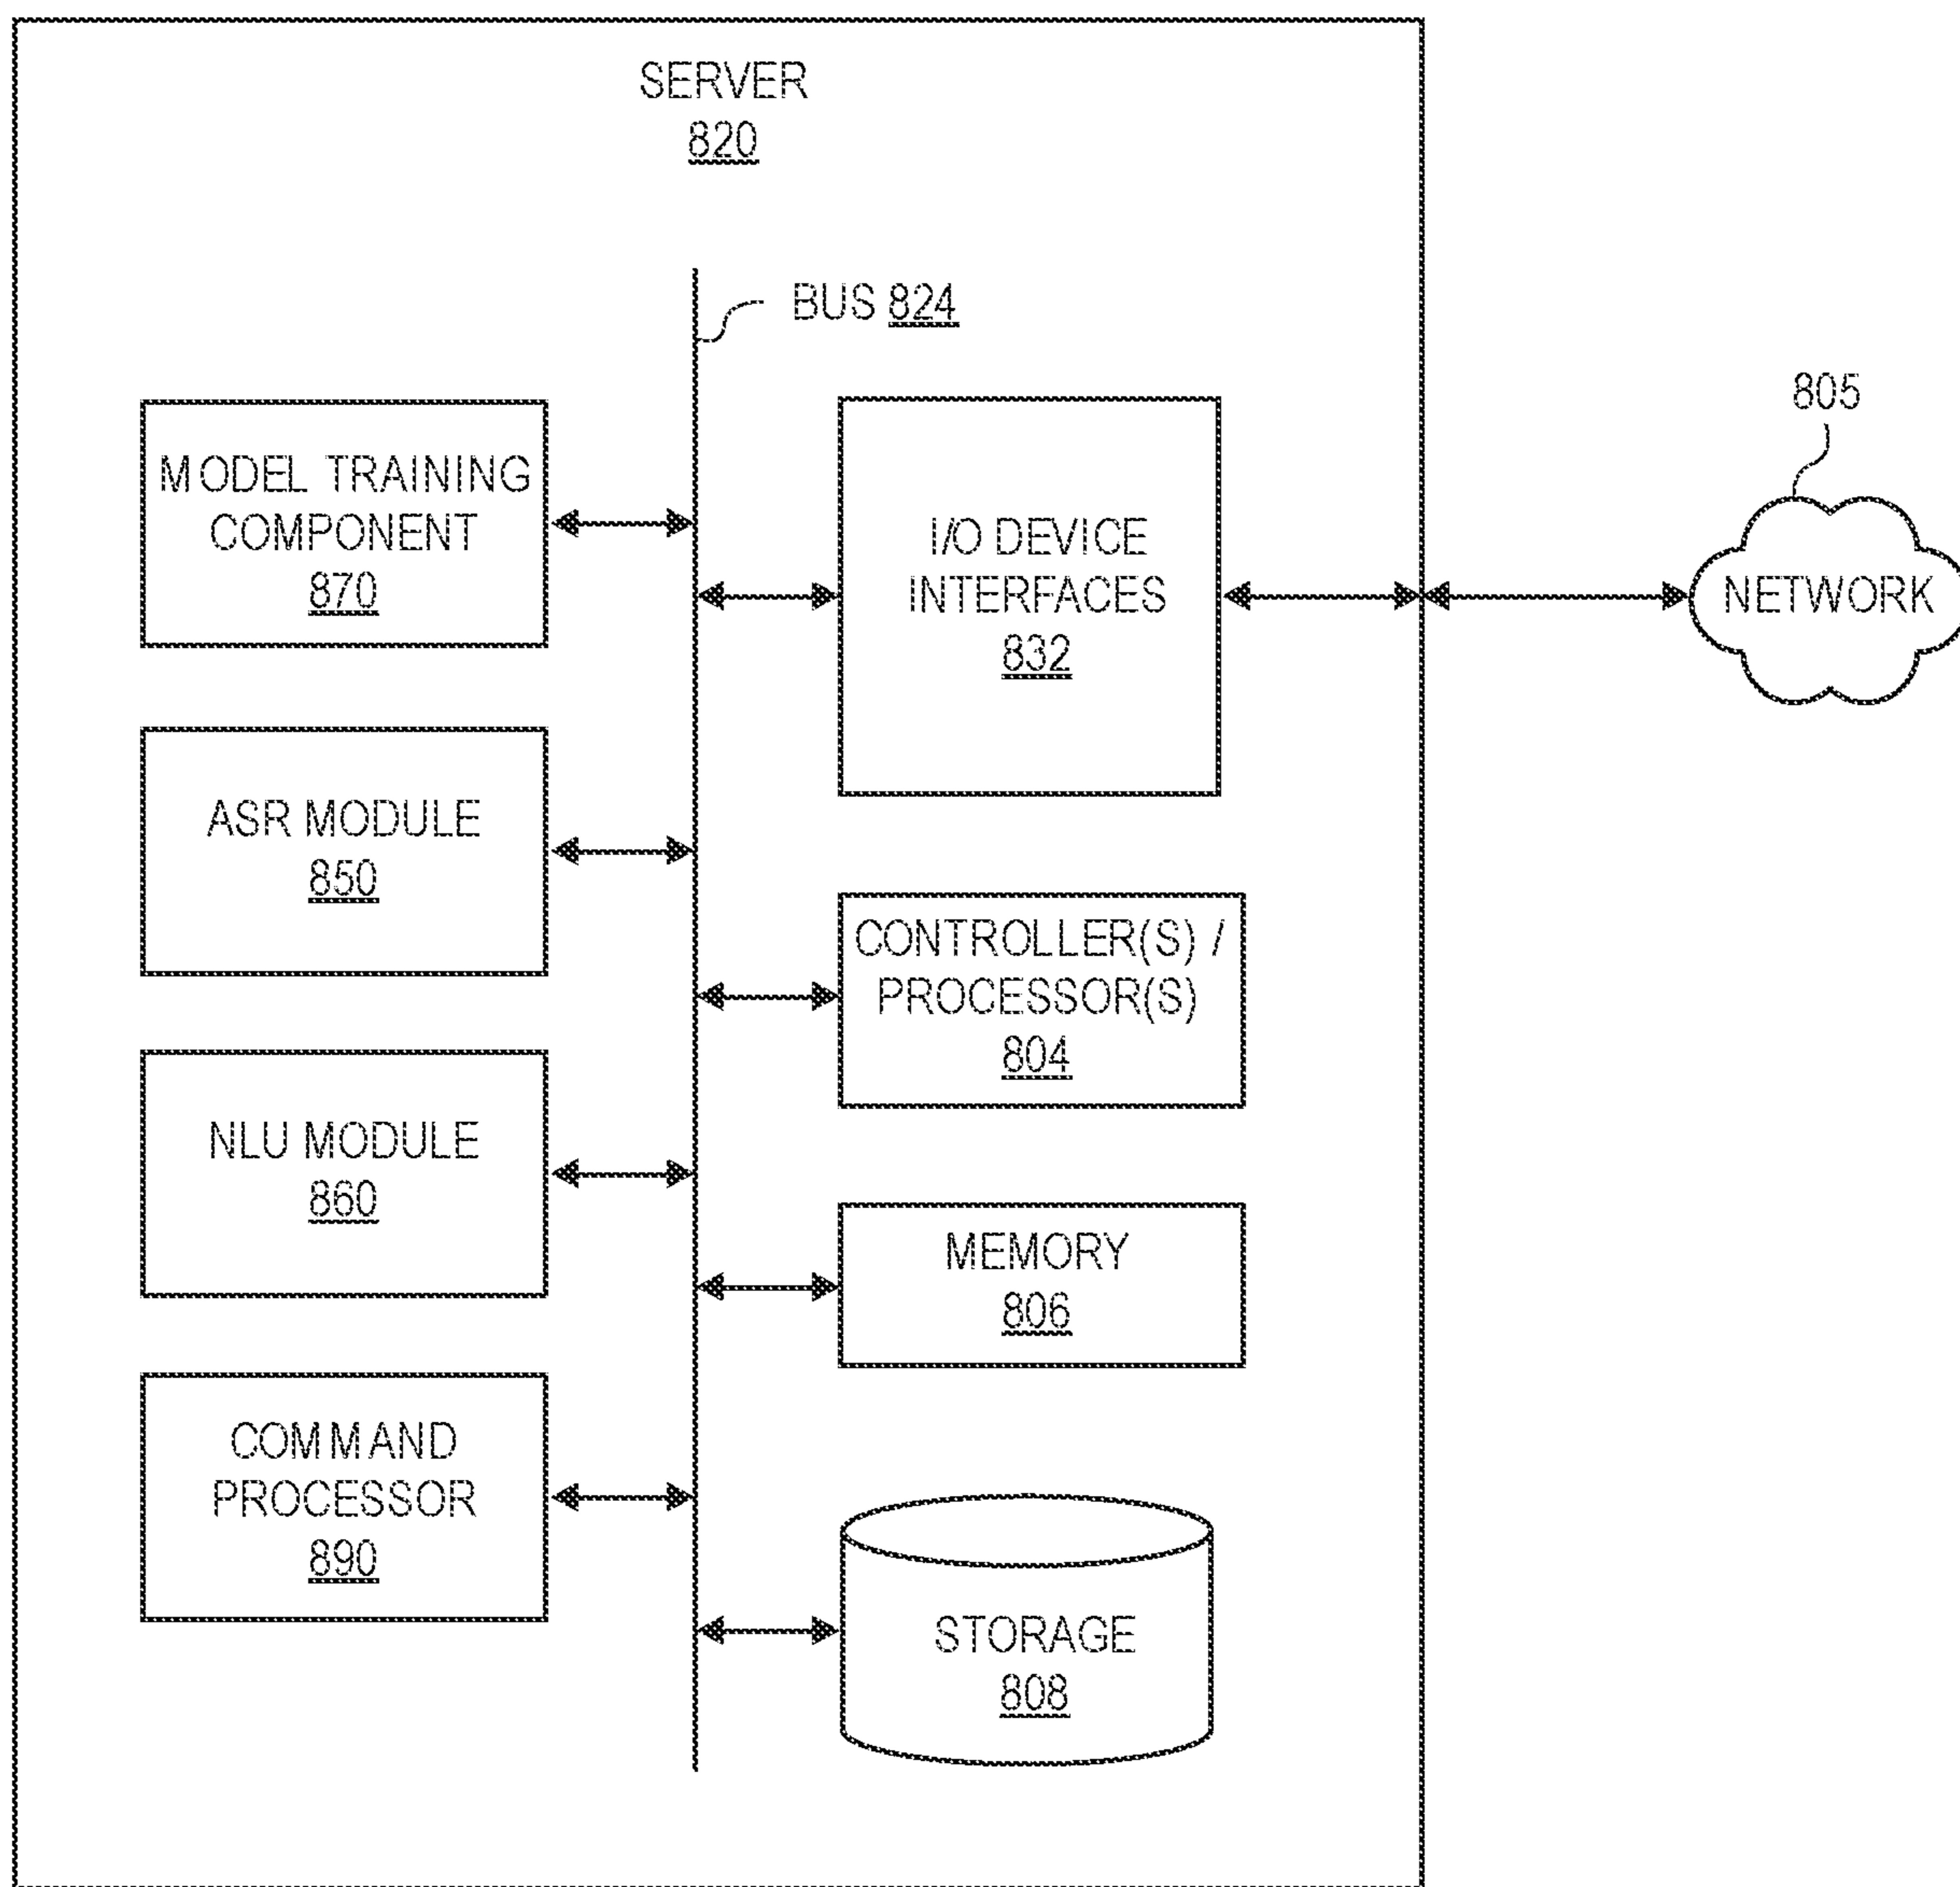 SERVER
820
BUS 824
MODEL TRAINING
COMPONENT
870
I/O DEVICE
INTERFACES
832
805
NETWORK
ASR MODULE
850
CONTROLLER(S) /
PROCESSOR(S)
804
NLU MODULE
860
MEMORY
806
COMMAND
PROCESSOR
890
STORAGE
808